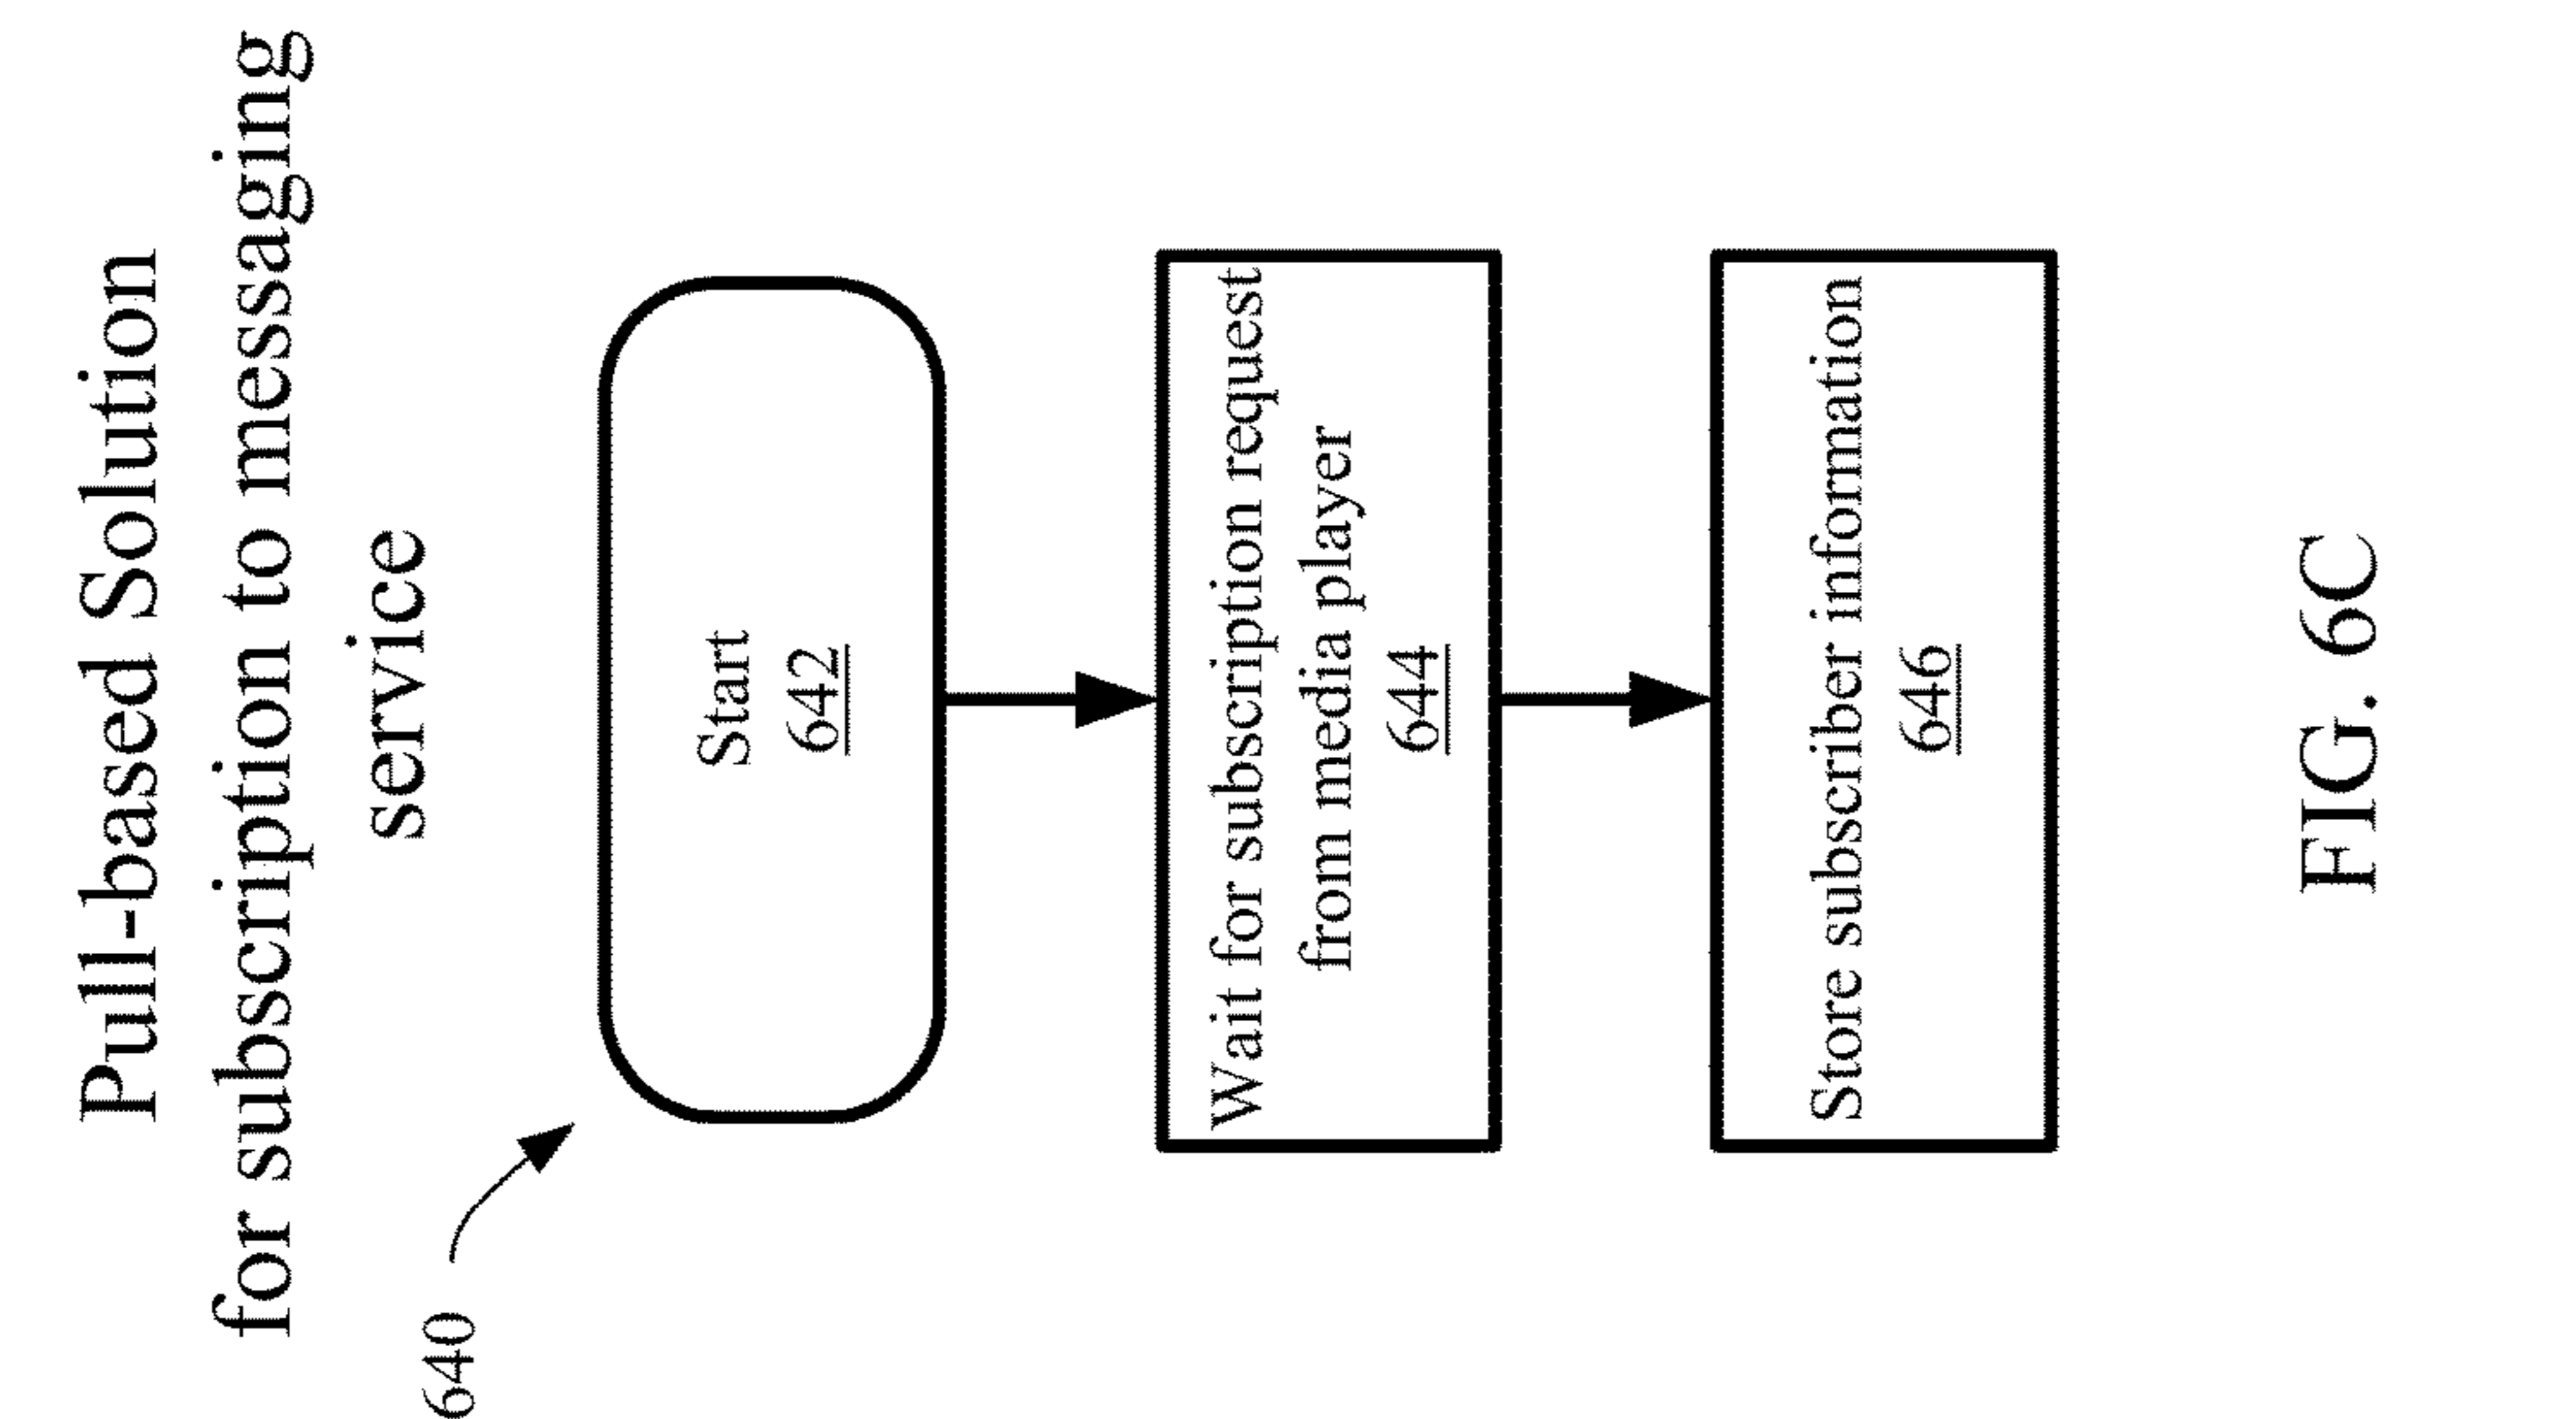 Pull-based Solution
for subscription to messaging
service
640
Start
642
Wait for subscription request
from media player
644
Store subscriber information
646
FIG. 6C